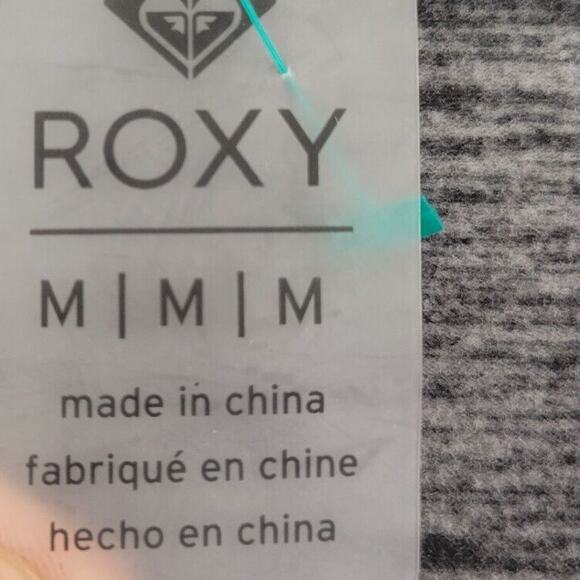 ROXY
M | M | M
made in china
fabriqué en chine
hecho en china